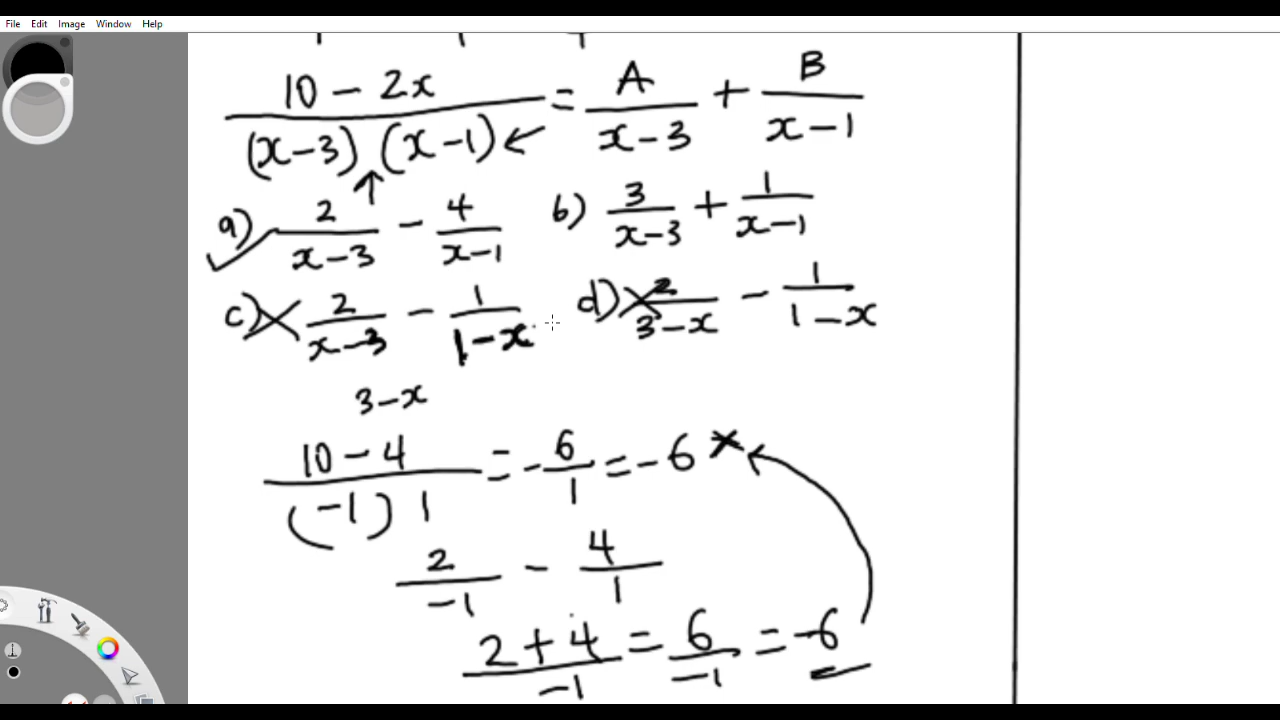 File Edit Image Window Help
(10 - 2x)/((x-3)(x-1)) = A/(x-3) + B/(x-1)
a) 2/(x-3) - 4/(x-1) b) 3/(x-3) + 1/(x-1)
c) 2/(x-3) - 1/(1-x) d) 2/(3-x) - 1/(1-x)
3-x
(10-4)/((-1)1) = -6/1 = -6
2/-1 - 4/1
(2+4)/-1 = 6/-1 = -6